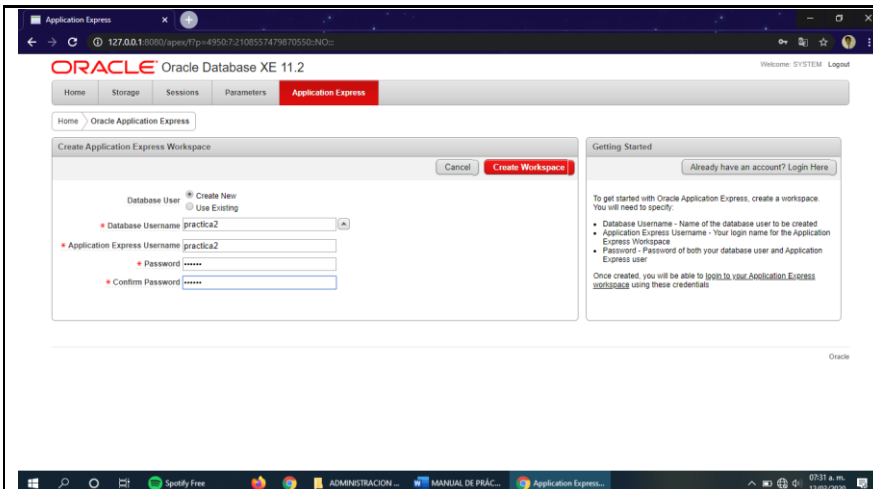 Application Express
127.0.0.1:8080/apex/f?p=4950:7:2108557479870550::NO:::
ORACLE Oracle Database XE 11.2
Welcome: SYSTEM Logout
Home Storage Sessions Parameters Application Express
Home Oracle Application Express
Create Application Express Workspace
Cancel Create Workspace
Database User Create New
Use Existing
* Database Username practica2
* Application Express Username practica2
* Password ••••••
* Confirm Password ••••••
Getting Started
Already have an account? Login Here
To get started with Oracle Application Express, create a workspace.
You will need to specify:
• Database Username - Name of the database user to be created
• Application Express Username - Your login name for the Application
Express Workspace
• Password - Password of both your database user and Application
Express user
Once created, you will be able to login to your Application Express
workspace using these credentials
Oracle
Spotify Free
ADMINISTRACION ...
MANUAL DE PRÁC...
Application Express...
07:31 a. m.
12/03/2020